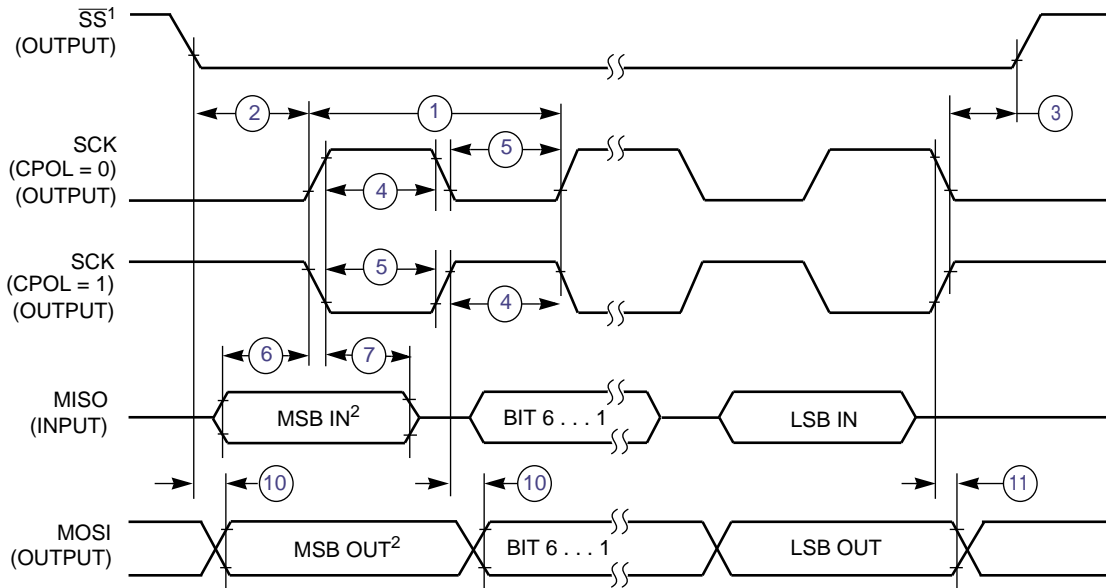 SS¹
(OUTPUT)
2
1
3
SCK
(CPOL = 0)
(OUTPUT)
5
4
SCK
(CPOL = 1)
(OUTPUT)
5
4
6
7
MISO
(INPUT)
MSB IN²
BIT 6 . . . 1
LSB IN
10
10
11
MOSI
(OUTPUT)
MSB OUT²
BIT 6 . . . 1
LSB OUT